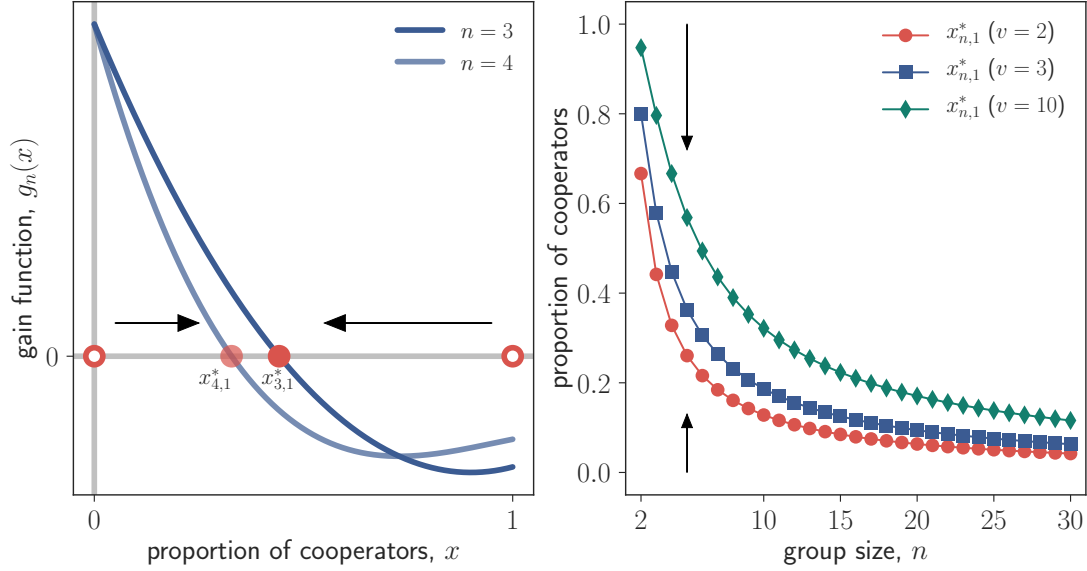 gain function, $g_n(x)$
0
n = 3
n = 4
$x^*_{4,1}$
$x^*_{3,1}$
0
1
proportion of cooperators, $x$
proportion of cooperators
1.0
0.8
0.6
0.4
0.2
0.0
$x^*_{n,1}$ ($v = 2$)
$x^*_{n,1}$ ($v = 3$)
$x^*_{n,1}$ ($v = 10$)
2
10
15
20
25
30
group size, $n$